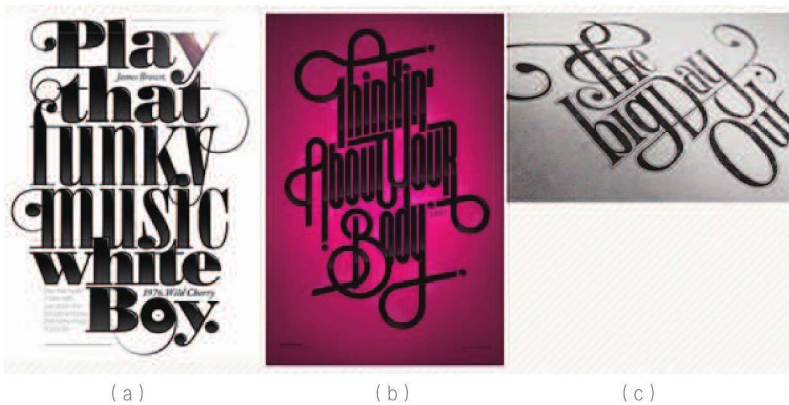 Play
James Brown.
that
funky
music
white
1976. Wild Cherry
Boy.
Thinkin'
About Your
Body
The
big Day
Out
(a)
(b)
(c)